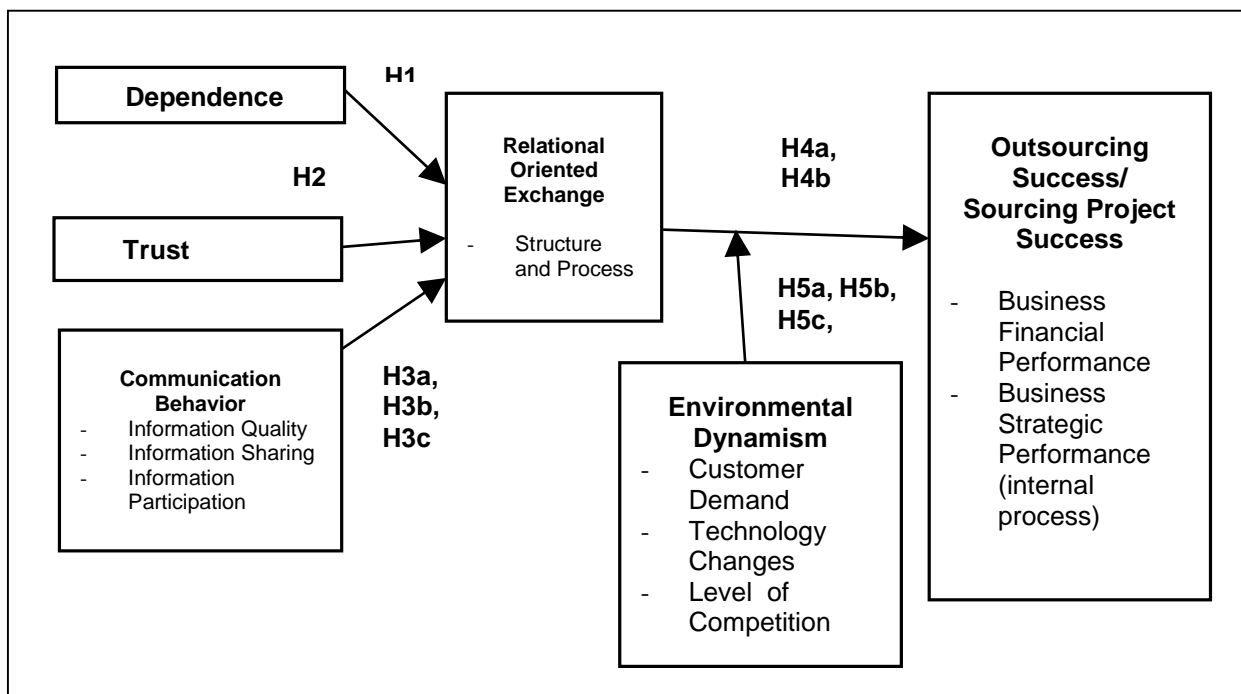 H1
Dependence
H2
Trust
Communication
Behavior
- Information Quality
- Information Sharing
- Information
Participation
H3a,
H3b,
H3c
Relational
Oriented
Exchange
- Structure
and Process
H4a,
H4b
H5a, H5b,
H5c,
Environmental
Dynamism
- Customer
Demand
- Technology
Changes
- Level of
Competition
Outsourcing
Success/
Sourcing Project
Success
- Business
Financial
Performance
- Business
Strategic
Performance
(internal
process)